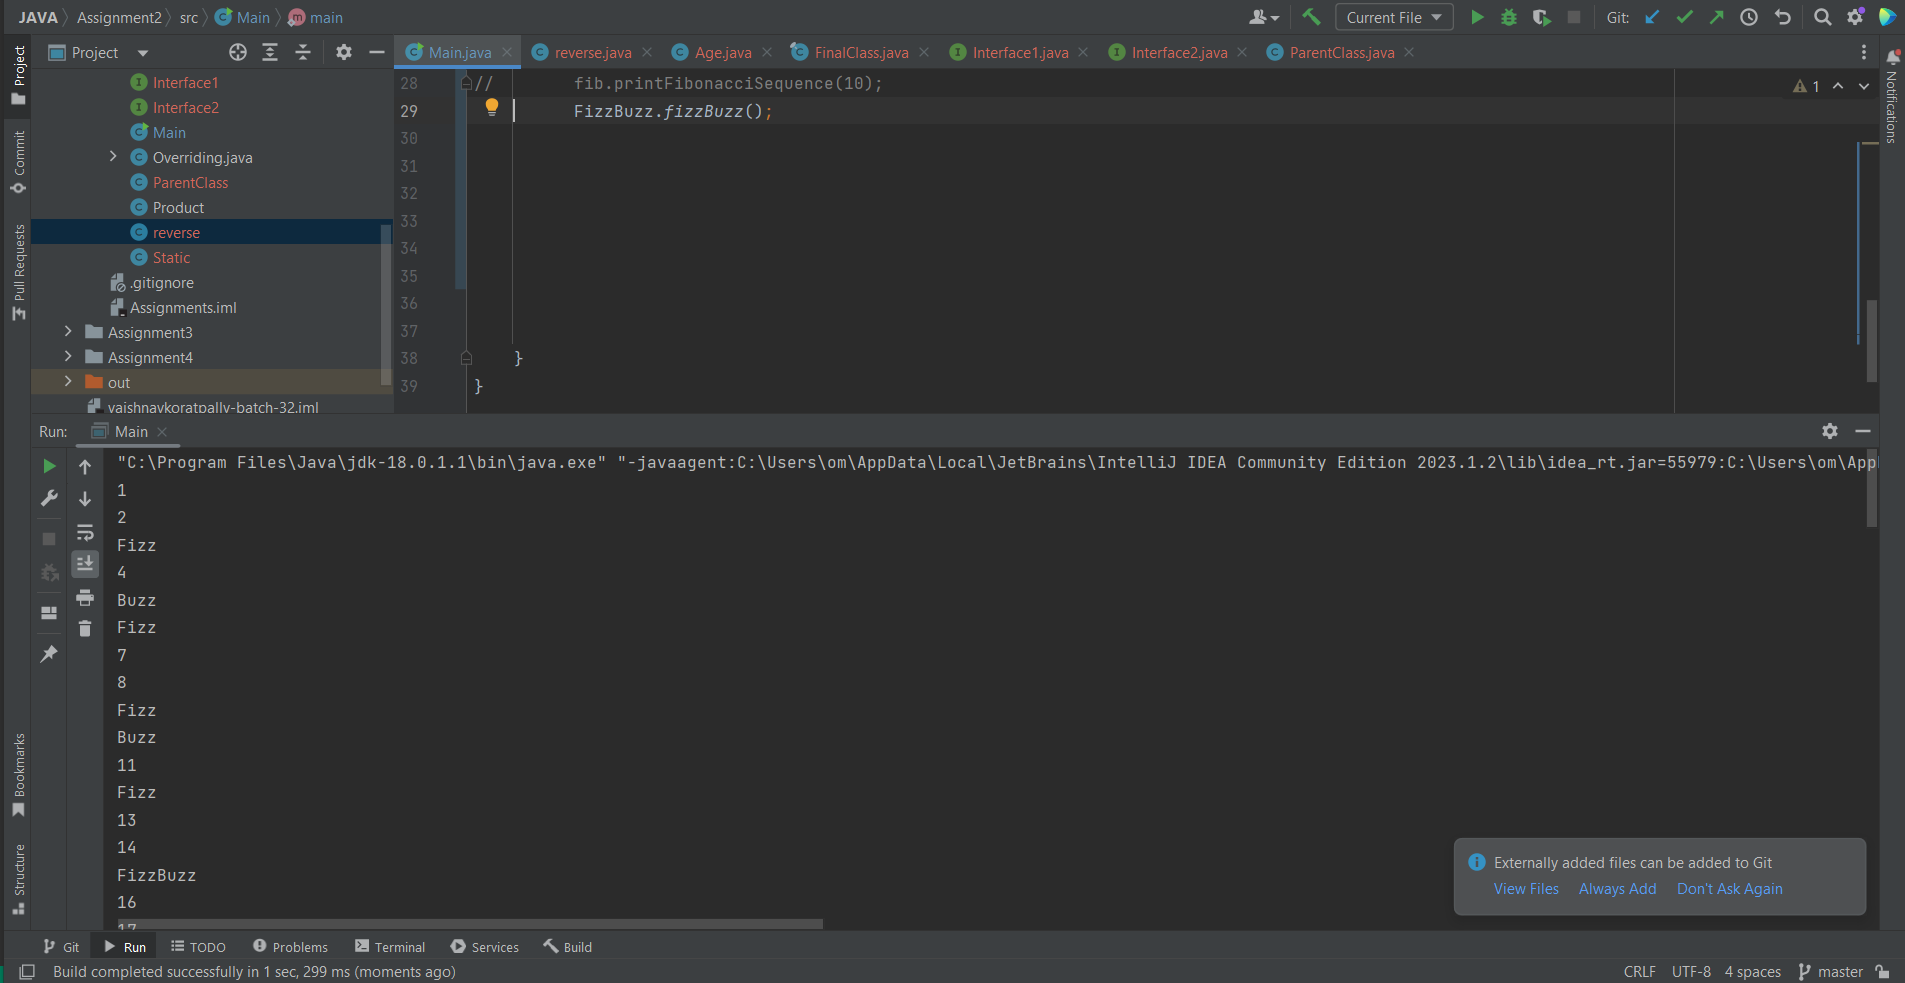 JAVA Assignment2 src Main main
Current File
Git:
Project
Main.java reverse.java Age.java FinalClass.java Interface1.java Interface2.java ParentClass.java
Project
Commit
Pull Requests
Bookmarks
Structure
Notifications
Interface1
Interface2
Main
Overriding.java
ParentClass
Product
reverse
Static
.gitignore
Assignments.iml
Assignment3
Assignment4
out
vaishnavkoratpally-batch-32.iml
28 // fib.printFibonacciSequence(10);
29 FizzBuzz.fizzBuzz();
30
31
32
33
34
35
36
37
38 }
39 }
1
Run: Main
"C:\Program Files\Java\jdk-18.0.1.1\bin\java.exe" "-javaagent:C:\Users\om\AppData\Local\JetBrains\IntelliJ IDEA Community Edition 2023.1.2\lib\idea_rt.jar=55979:C:\Users\om\App
1
2
Fizz
4
Buzz
Fizz
7
8
Fizz
Buzz
11
Fizz
13
14
FizzBuzz
16
17
Externally added files can be added to Git
View Files Always Add Don't Ask Again
Git Run TODO Problems Terminal Services Build
Build completed successfully in 1 sec, 299 ms (moments ago)
CRLF UTF-8 4 spaces master